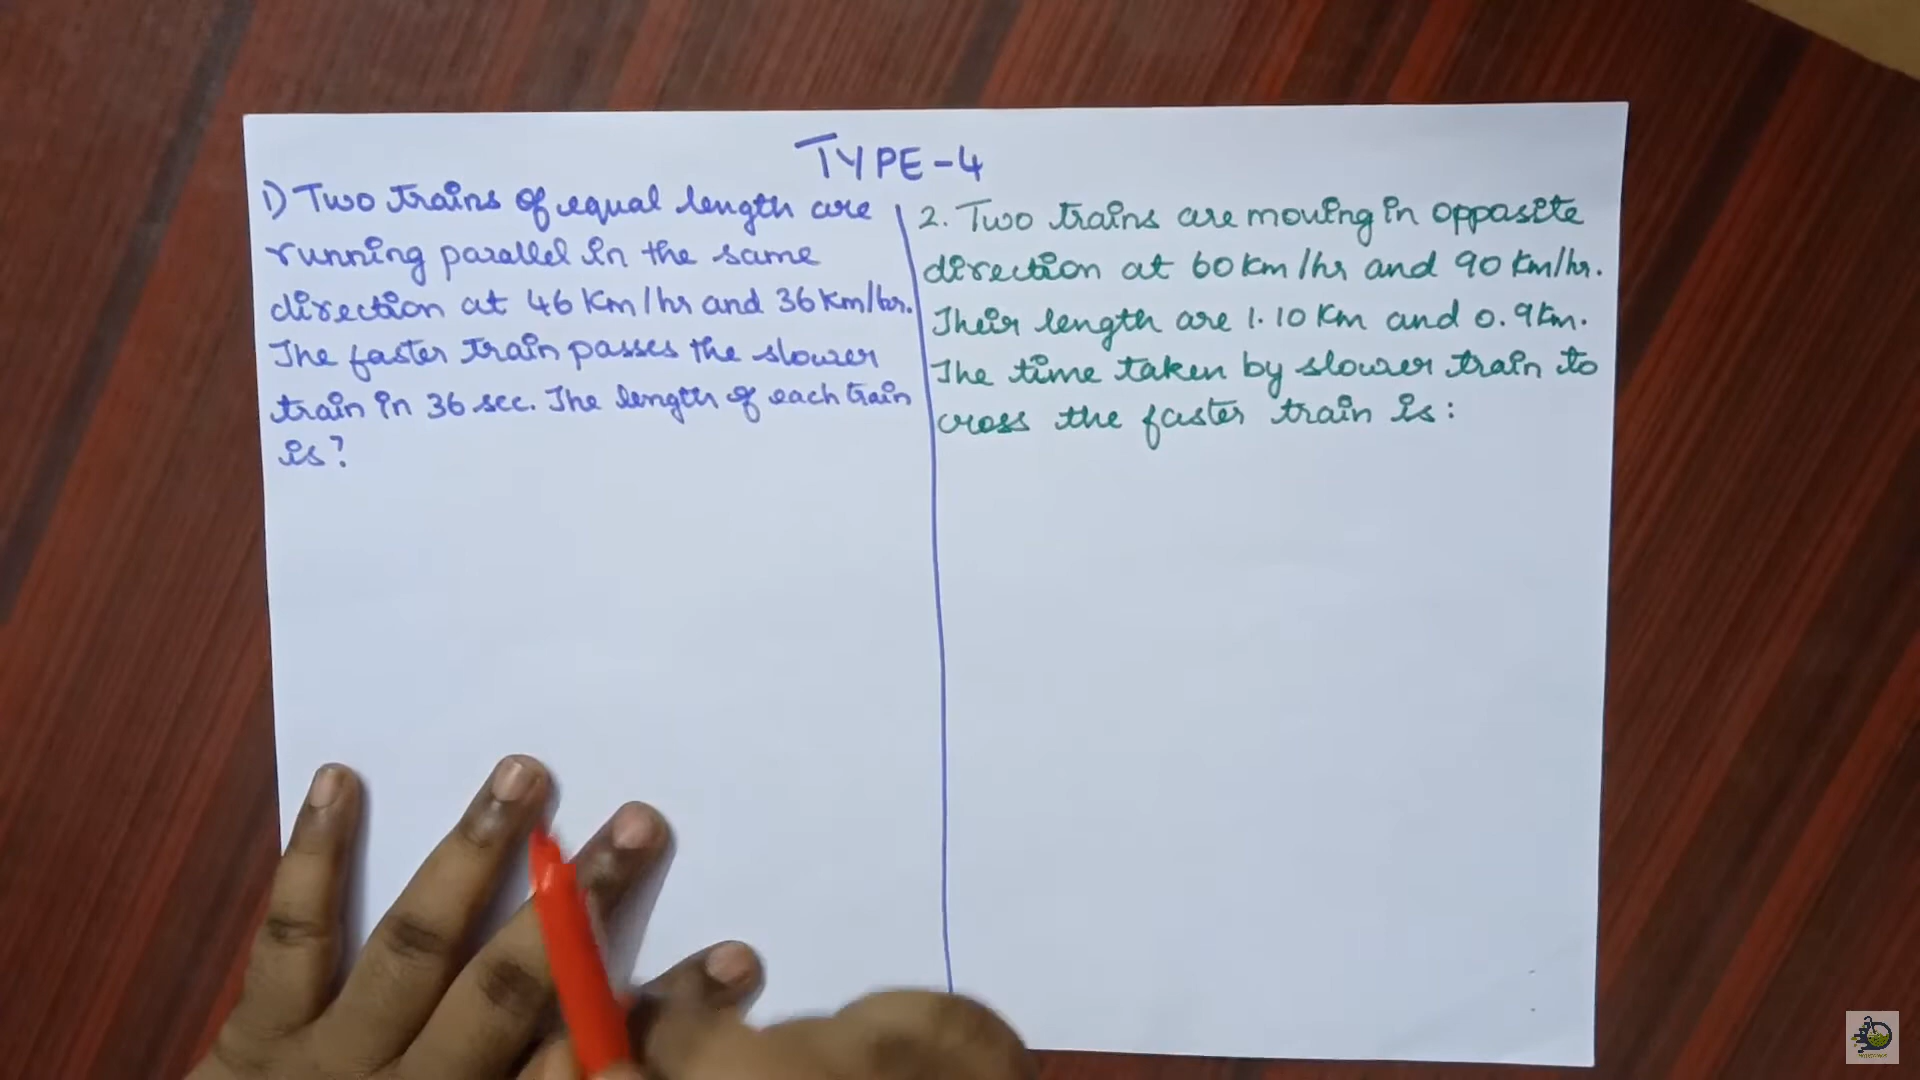 TYPE-4
1) Two trains of equal length are
running parallel in the same
direction at 46 Km/hr and 36 Km/hr.
The faster train passes the slower
train in 36 sec. The length of each train
is?
2. Two trains are moving in opposite
direction at 60 km/hr and 90 Km/hr.
Their length are 1.10 Km and 0.9 Km.
The time taken by slower train to
cross the faster train is: